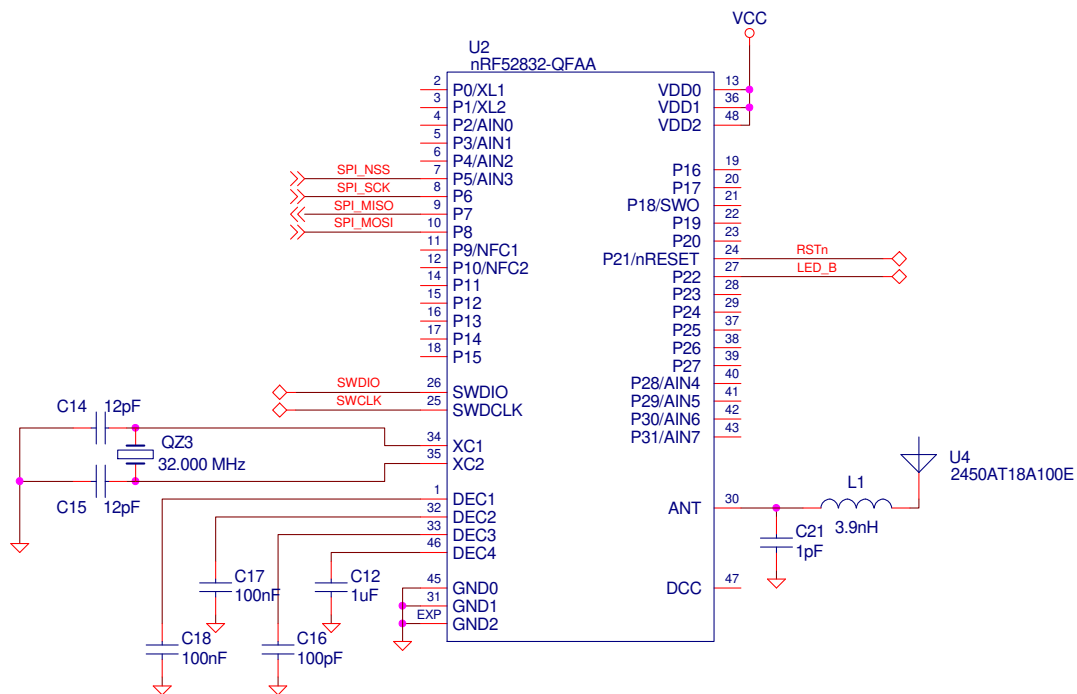 VCC
U2
nRF52832-QFAA
2 P0/XL1
3 P1/XL2
4 P2/AIN0
5 P3/AIN1
6 P4/AIN2
SPI_NSS 7 P5/AIN3
SPI_SCK 8 P6
SPI_MISO 9 P7
SPI_MOSI 10 P8
11 P9/NFC1
12 P10/NFC2
14 P11
15 P12
16 P13
17 P14
18 P15
SWDIO 26 SWDIO
SWCLK 25 SWDCLK
34 XC1
35 XC2
1 DEC1
32 DEC2
33 DEC3
46 DEC4
45 GND0
31 GND1
EXP GND2
VDD0 13
VDD1 36
VDD2 48
P16 19
P17 20
P18/SWO 21
P19 22
P20 23
P21/nRESET 24 RSTn
P22 27 LED_B
P23 28
P24 29
P25 37
P26 38
P27 39
P28/AIN4 40
P29/AIN5 41
P30/AIN6 42
P31/AIN7 43
ANT 30
DCC 47
C14 12pF
QZ3
32.000 MHz
C15 12pF
C17
100nF
C12
1uF
C18
100nF
C16
100pF
L1
3.9nH
C21
1pF
U4
2450AT18A100E